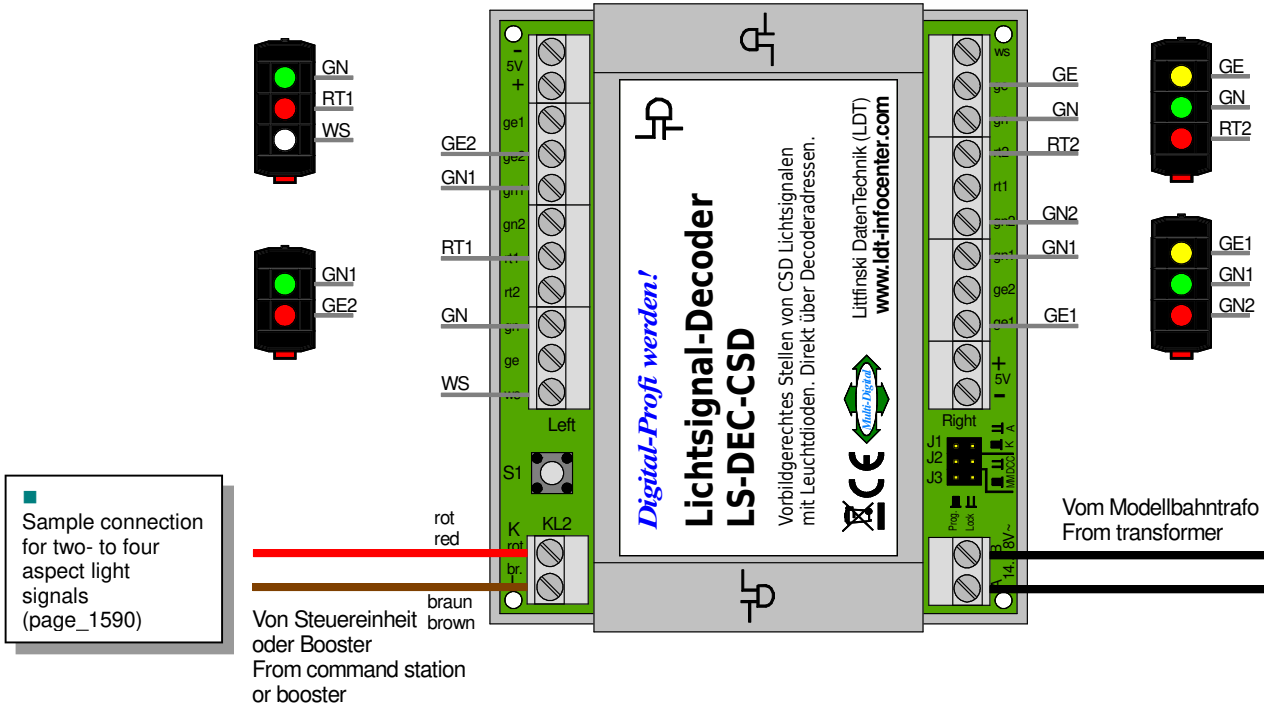 GN
RT1
WS
GN1
GE2
■
Sample connection
for two- to four
aspect light
signals
(page_1590)
GE2
GN1
RT1
GN
WS
-
5V
+
ge1
ge2
gn1
gn2
rt1
rt2
gn
ge
ws
Left
S1
K
KL2
rot
br.
rot
red
braun
brown
Von Steuereinheit
oder Booster
From command station
or booster
Digital-Profi werden!
Lichtsignal-Decoder
LS-DEC-CSD
Vorbildgerechtes Stellen von CSD Lichtsignalen
mit Leuchtdioden. Direkt über Decoderadressen.
Littfinski DatenTechnik (LDT)
www.ldt-infocenter.com
Multi-Digital
CE
ws
ge
gn
rt2
rt1
gn2
gn1
ge2
ge1
+
5V
-
Right
J1
J2
J3
A
K
DCC
MM
Prog.
Lock
B
A
8V~
14.
GE
GN
RT2
GN2
GN1
GE1
GE
GN
RT2
GE1
GN1
GN2
Vom Modellbahntrafo
From transformer